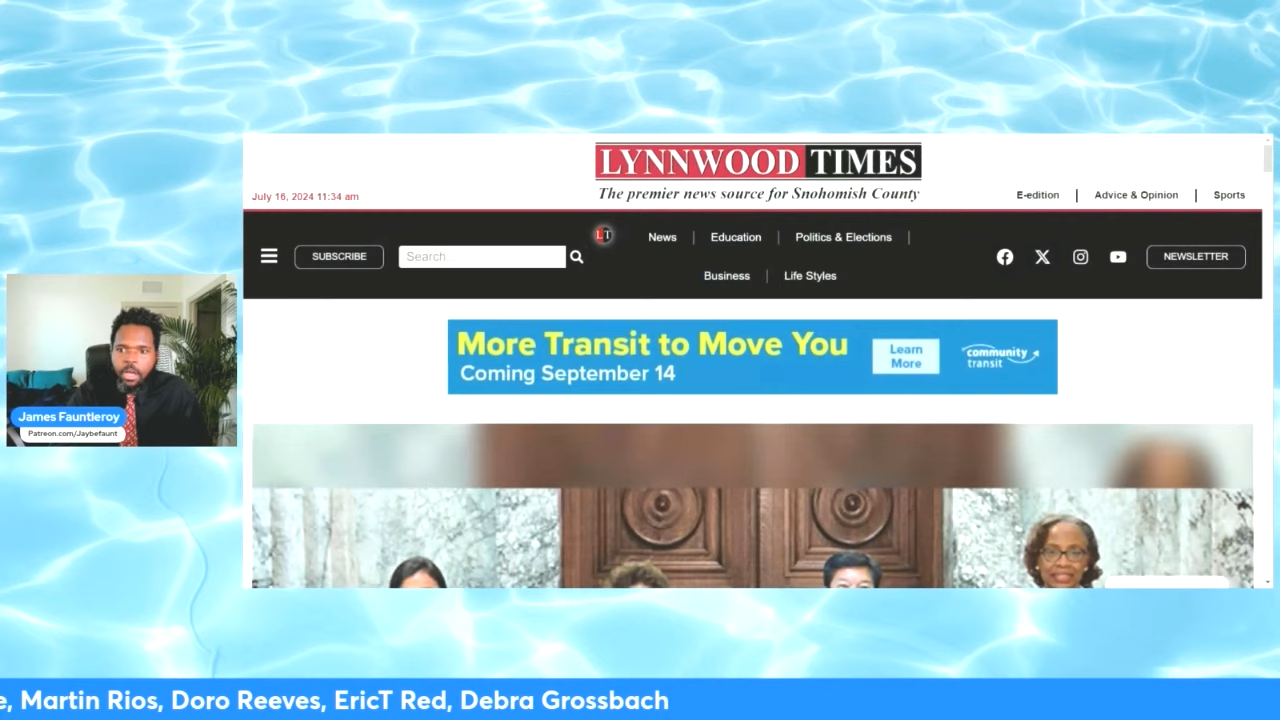 LYNNWOOD TIMES
The premier news source for Snohomish County
July 16, 2024 11:34 am
E-edition | Advice & Opinion | Sports
SUBSCRIBE
Search...
LT
News | Education | Politics & Elections |
Business | Life Styles
NEWSLETTER
More Transit to Move You
Coming September 14
Learn
More
community
transit
James Fauntleroy
Patreon.com/Jaybefaunt
e, Martin Rios, Doro Reeves, EricT Red, Debra Grossbach